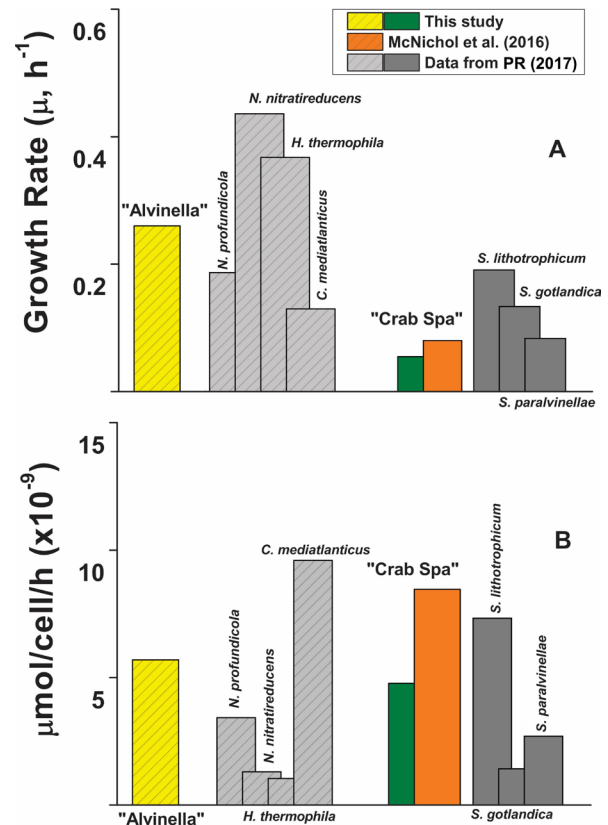 0.6
This study
McNichol et al. (2016)
Data from PR (2017)
Growth Rate (μ, h-1)
N. nitratireducens
A
0.4
H. thermophila
"Alvinella"
N. profundicola
C. mediatlanticus
S. lithotrophicum
S. gotlandica
0.2
"Crab Spa"
S. paralvinellae
15
μmol/cell/h (x10-9)
B
C. mediatlanticus
"Crab Spa"
S. lithotrophicum
10
N. profundicola
N. nitratireducens
S. paralvinellae
5
"Alvinella"
H. thermophila
S. gotlandica